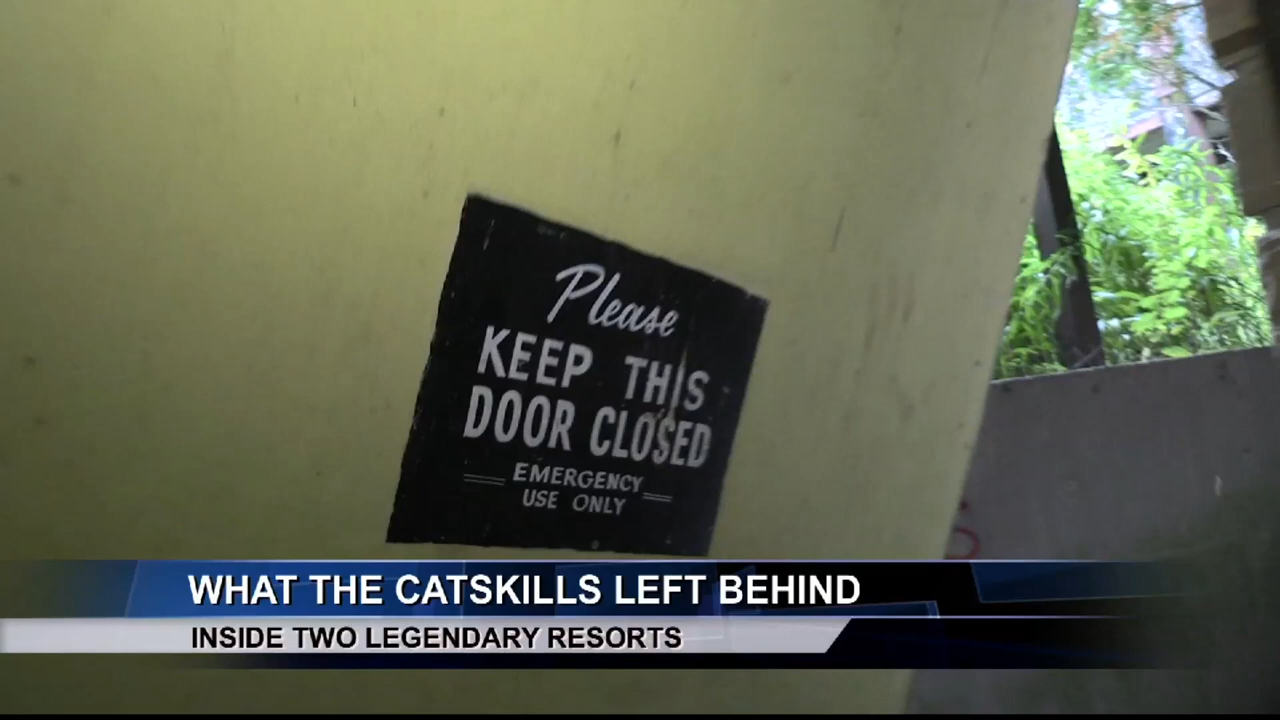 Please
KEEP THIS
DOOR CLOSED
EMERGENCY
USE ONLY
WHAT THE CATSKILLS LEFT BEHIND
INSIDE TWO LEGENDARY RESORTS